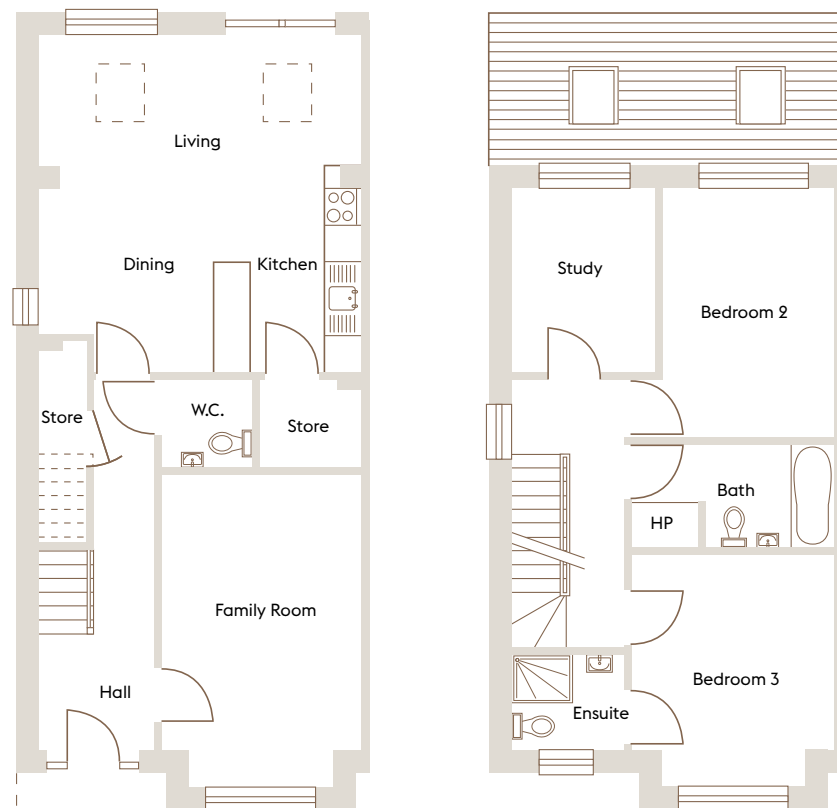 Living
Dining
Kitchen
Store
W.C.
Store
Family Room
Hall
Study
Bedroom 2
Bath
HP
Bedroom 3
Ensuite